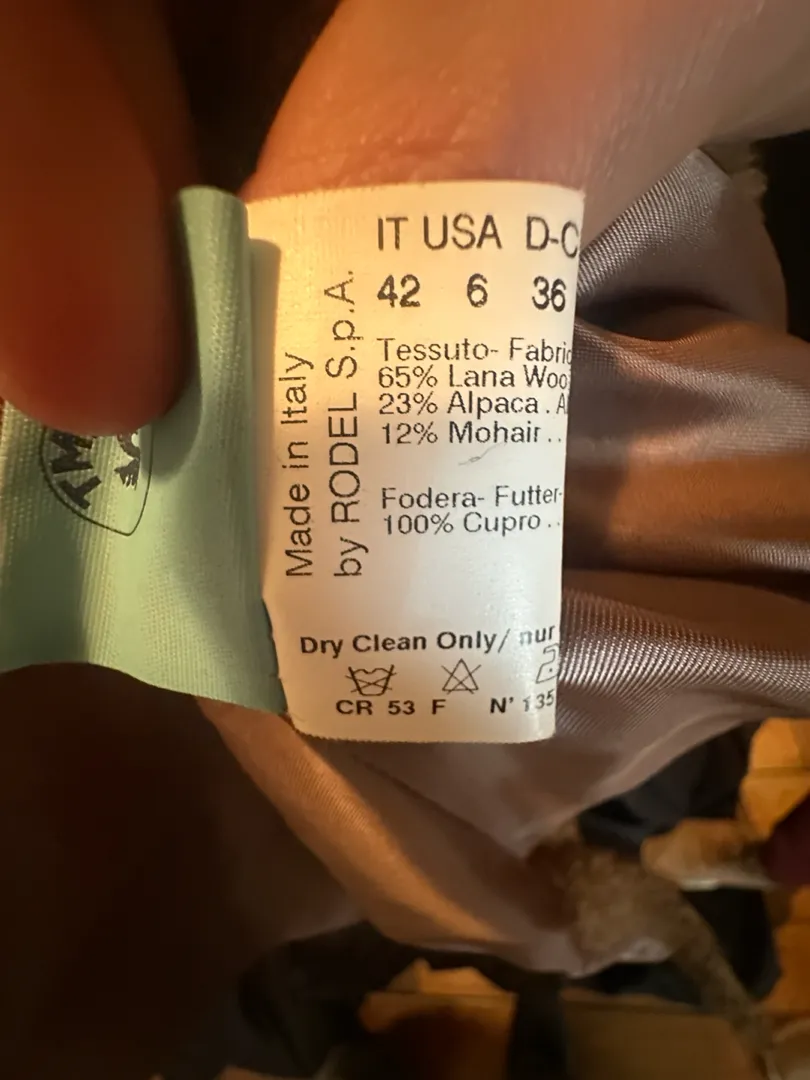 IT USA D-C
42 6 36
Tessuto- Fabric
65% Lana Woo
23% Alpaca . A
12% Mohair ..
Fodera- Futter-
100% Cupro ..
Dry Clean Only/ nur
CR 53 F N° 135
Made in Italy
by RODEL S.p.A.